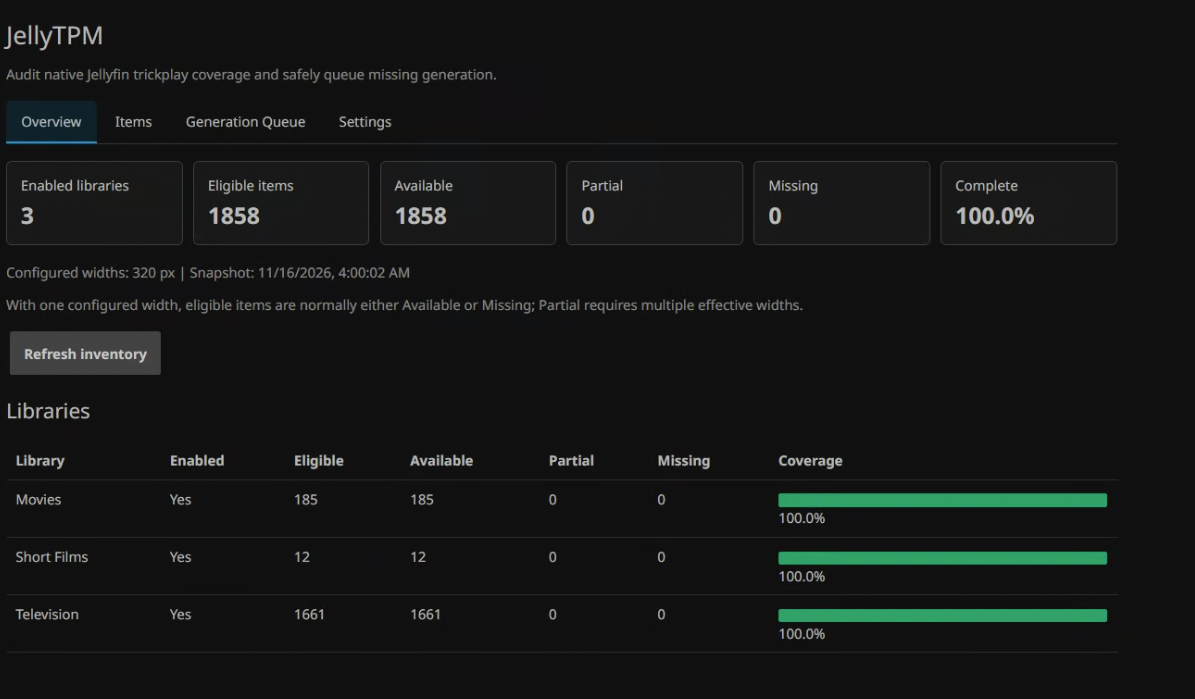 JellyTPM
Audit native Jellyfin trickplay coverage and safely queue missing generation.
Overview Items Generation Queue Settings
Enabled libraries Eligible items Available Partial Missing Complete
3 1858 1858 0 0 100.0%
Configured widths: 320 px | Snapshot: 11/16/2026, 4:00:02 AM
With one configured width, eligible items are normally either Available or Missing; Partial requires multiple effective widths.
Refresh inventory
Libraries
Library Enabled Eligible Available Partial Missing Coverage
Movies Yes 185 185 0 0
100.0%
Short Films Yes 12 12 0 0
100.0%
Television Yes 1661 1661 0 0
100.0%